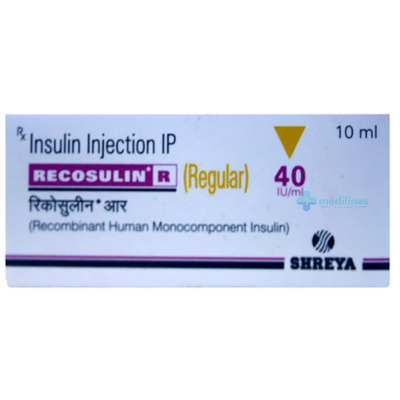 Rx Insulin Injection IP
10 ml
RECOSULIN® R (Regular)
40
IU/ml
medilines
रिकोसुलीन® आर
(Recombinant Human Monocomponent Insulin)
SHREYA